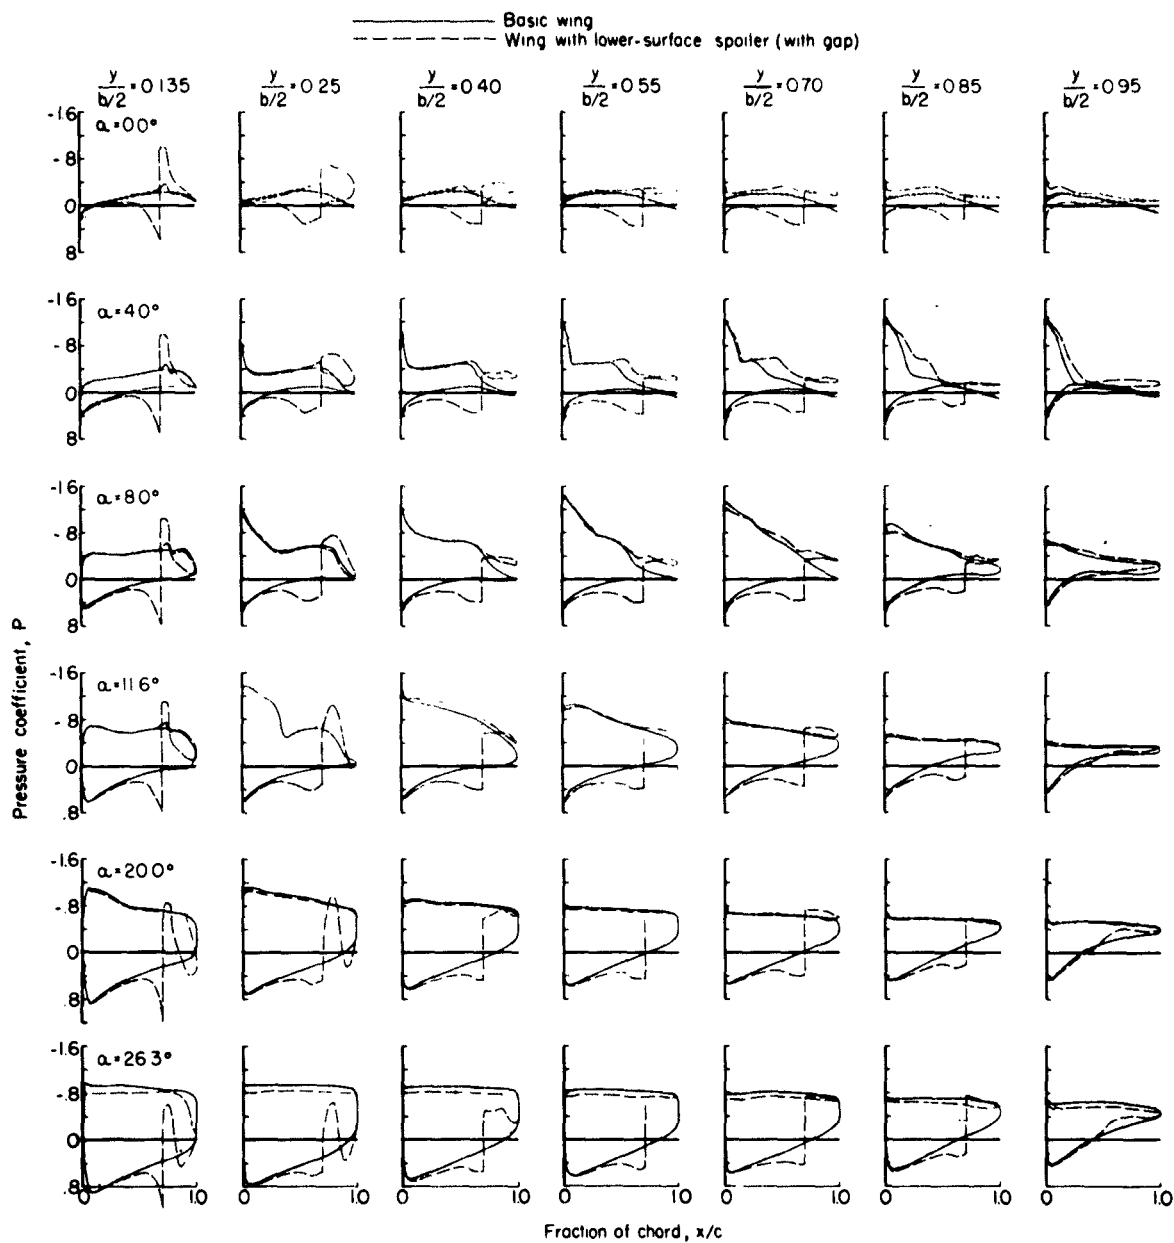 Basic wing
Wing with lower-surface spoiler (with gap)
y/b/2 = 0.135 y/b/2 = 0.25 y/b/2 = 0.40 y/b/2 = 0.55 y/b/2 = 0.70 y/b/2 = 0.85 y/b/2 = 0.95
-1.6
α = 0.0°
-.8
0
.8
-1.6
α = 4.0°
-.8
0
.8
-1.6
α = 8.0°
-.8
0
.8
-1.6
α = 11.6°
-.8
0
.8
-1.6
α = 20.0°
-.8
0
.8
-1.6
α = 26.3°
-.8
0
.8
0 1.0 0 1.0 0 1.0 0 1.0 0 1.0 0 1.0 0 1.0
Pressure coefficient, P
Fraction of chord, x/c